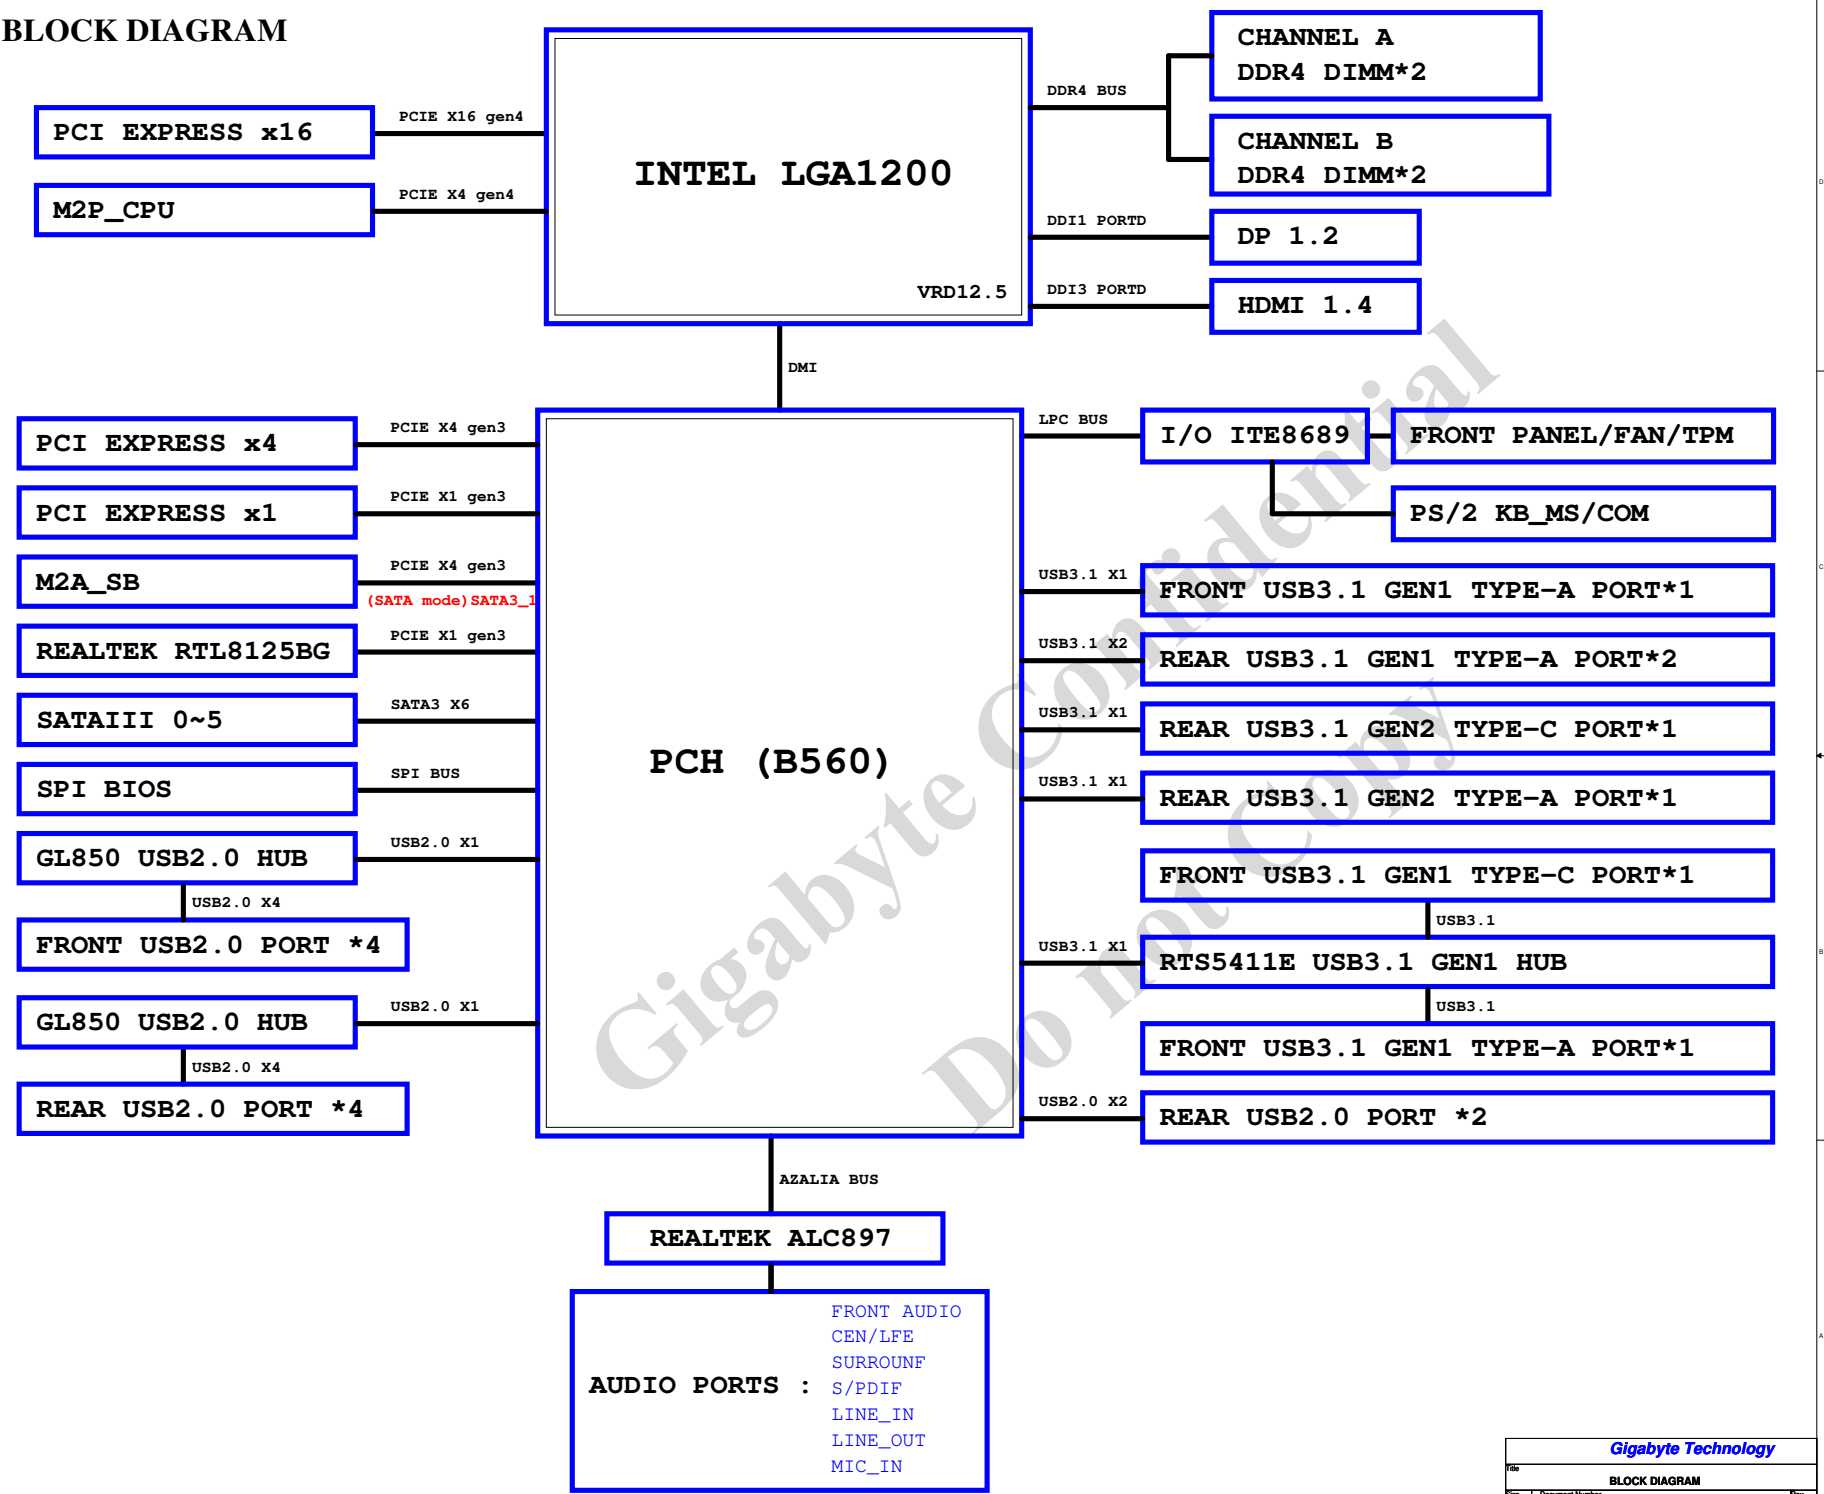 BLOCK DIAGRAM
CHANNEL A
DDR4 DIMM*2
DDR4 BUS
PCI EXPRESS x16
PCIE X16 gen4
CHANNEL B
DDR4 DIMM*2
INTEL LGA1200
M2P_CPU
PCIE X4 gen4
DDI1 PORTD
DP 1.2
VRD12.5
DDI3 PORTD
HDMI 1.4
DMI
PCI EXPRESS x4
PCIE X4 gen3
LPC BUS
I/O ITE8689
FRONT PANEL/FAN/TPM
PCI EXPRESS x1
PCIE X1 gen3
PS/2 KB_MS/COM
M2A_SB
PCIE X4 gen3
(SATA mode)SATA3_1
USB3.1 X1
FRONT USB3.1 GEN1 TYPE-A PORT*1
REALTEK RTL8125BG
PCIE X1 gen3
USB3.1 X2
REAR USB3.1 GEN1 TYPE-A PORT*2
SATAIII 0~5
SATA3 X6
USB3.1 X1
REAR USB3.1 GEN2 TYPE-C PORT*1
PCH (B560)
SPI BIOS
SPI BUS
USB3.1 X1
REAR USB3.1 GEN2 TYPE-A PORT*1
GL850 USB2.0 HUB
USB2.0 X1
FRONT USB3.1 GEN1 TYPE-C PORT*1
USB2.0 X4
USB3.1
FRONT USB2.0 PORT *4
USB3.1 X1
RTS5411E USB3.1 GEN1 HUB
USB3.1
GL850 USB2.0 HUB
USB2.0 X1
FRONT USB3.1 GEN1 TYPE-A PORT*1
USB2.0 X4
REAR USB2.0 PORT *4
USB2.0 X2
REAR USB2.0 PORT *2
Gigabyte Confidential
Do not Copy
AZALIA BUS
REALTEK ALC897
AUDIO PORTS :
FRONT AUDIO
CEN/LFE
SURROUNF
S/PDIF
LINE_IN
LINE_OUT
MIC_IN
D
C
B
A
Gigabyte Technology
Title
BLOCK DIAGRAM